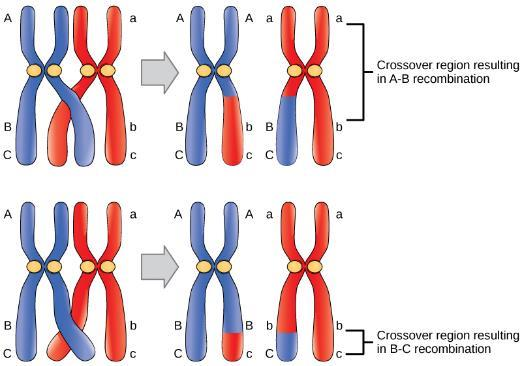 A a A A a a
Crossover region resulting
in A-B recombination
B b B b B b
C c C c C c
A a A A a a
B b B B b b
Crossover region resulting
in B-C recombination
C c C c C c